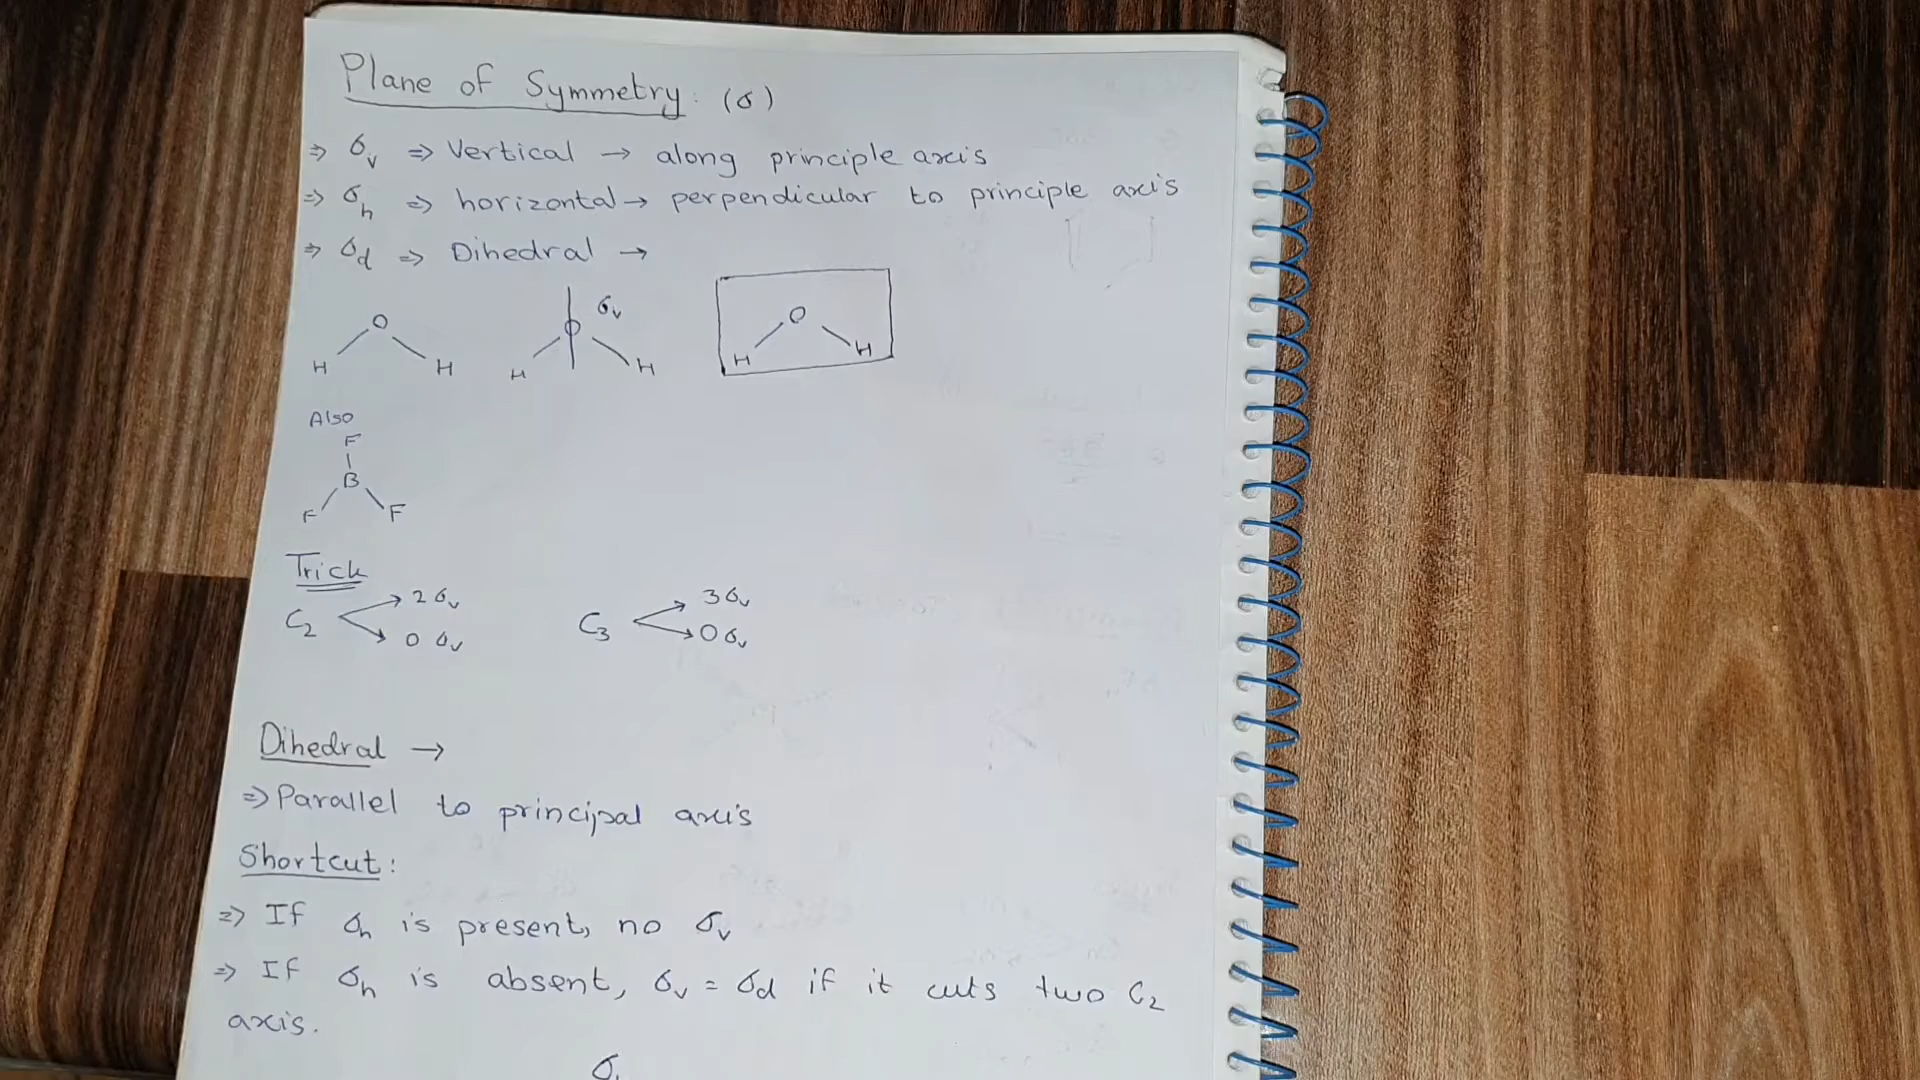 Plane of Symmetry: (σ)
⇒ σv ⇒ Vertical → along principle axis
⇒ σh ⇒ horizontal → perpendicular to principle axis
⇒ σd ⇒ Dihedral →
O σv O
H H H H H H
Also
F
B
F F
Trick
C2 → 2σv C3 → 3σv
→ 0 σv → 0σv
Dihedral →
⇒ Parallel to principal axis
Shortcut:
⇒ If σh is present, no σv
⇒ If σh is absent, σv = σd if it cuts two C2
axis.
σ